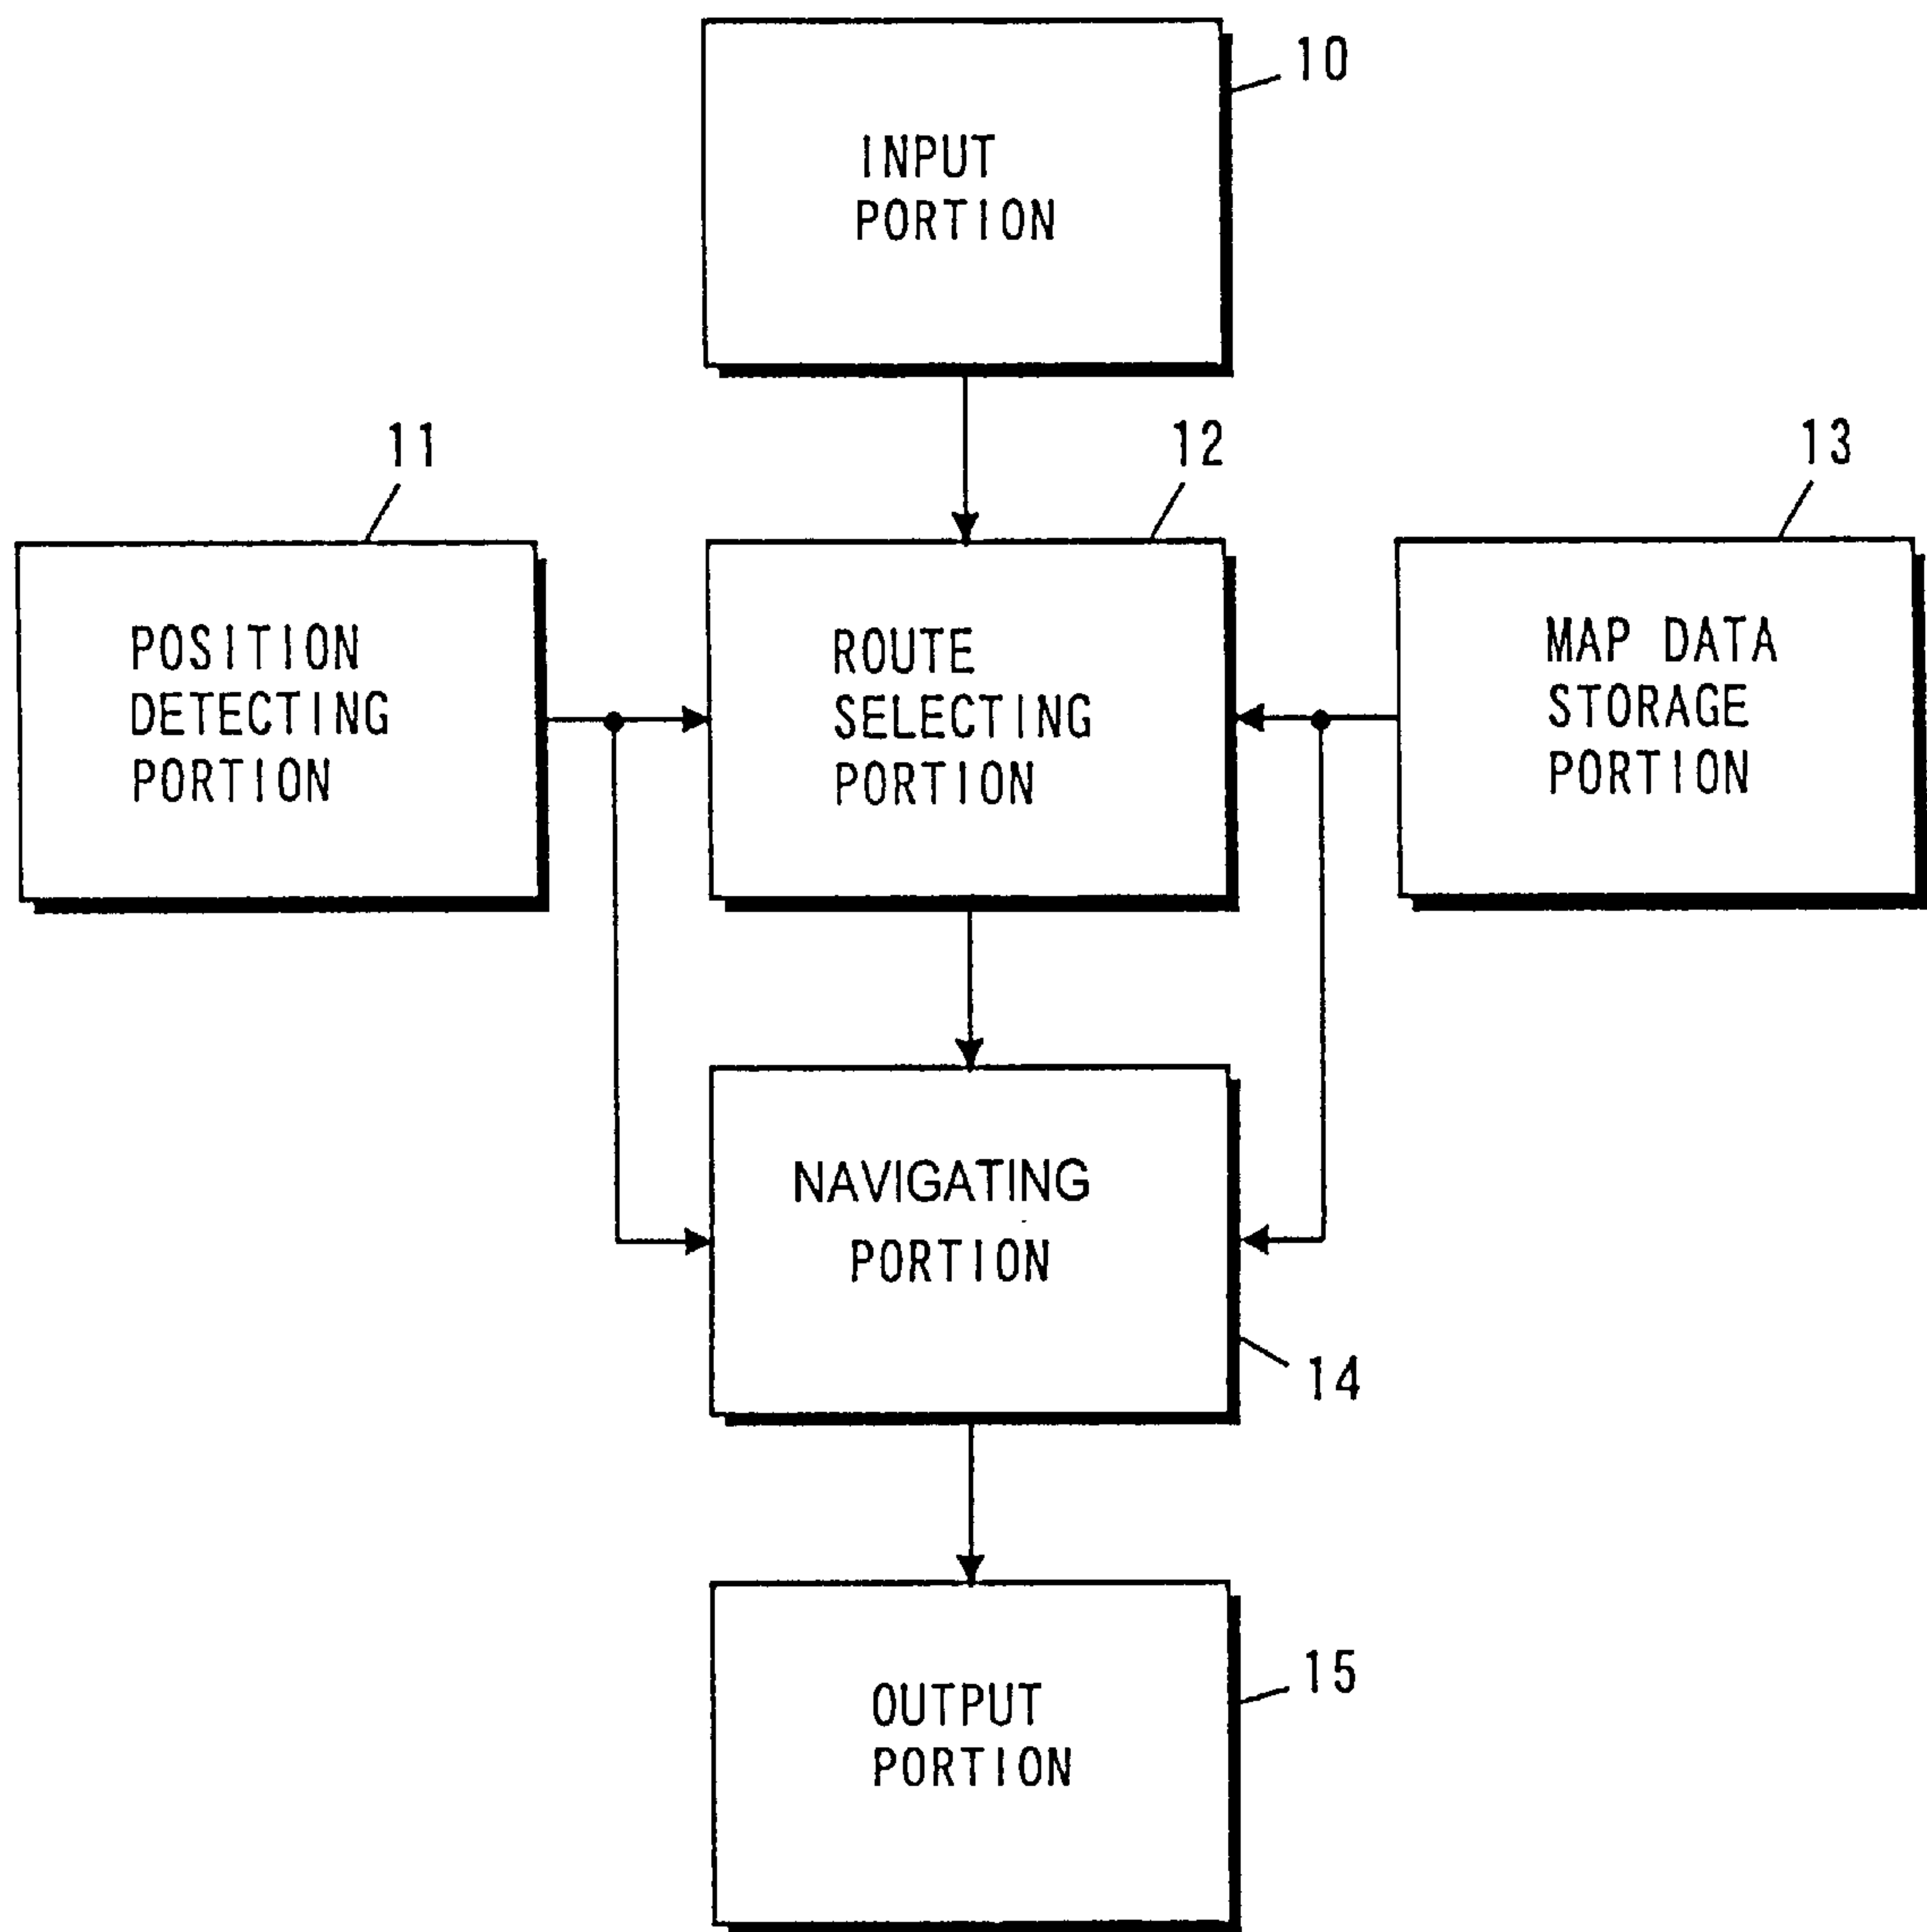 10
INPUT
PORTION
11
12
13
POSITION
DETECTING
PORTION
ROUTE
SELECTING
PORTION
MAP DATA
STORAGE
PORTION
NAVIGATING
PORTION
14
15
OUTPUT
PORTION